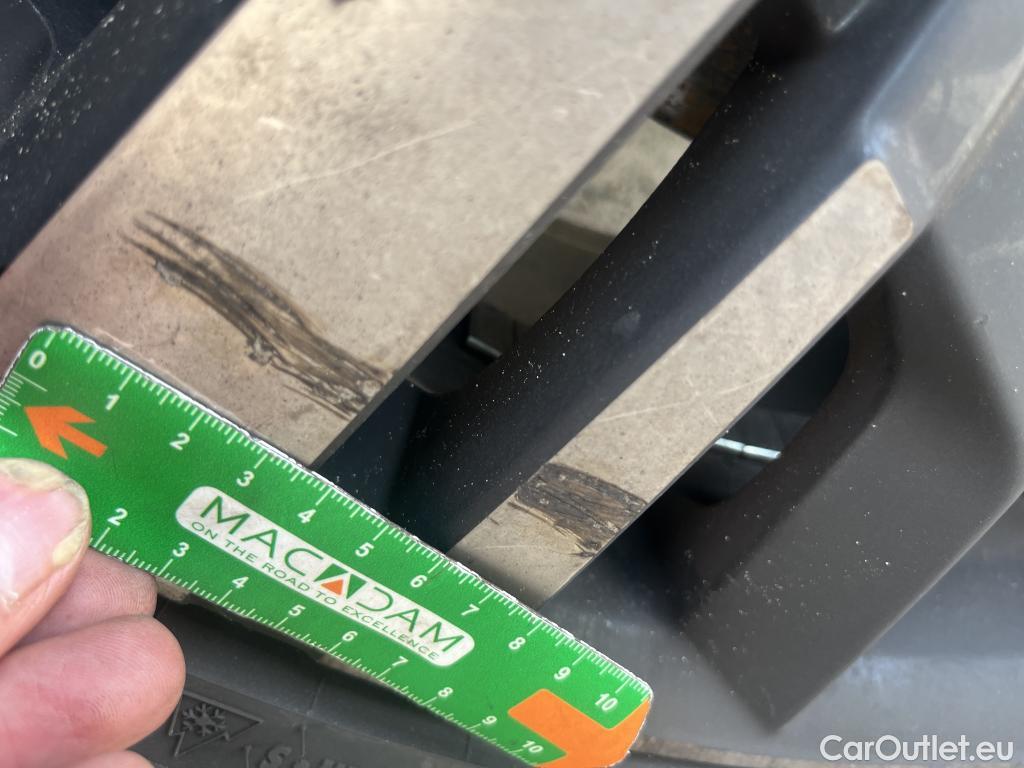 0 1 2 3 4 5 6 7 8 9 10
MACADAM
ON THE ROAD TO EXCELLENCE
2 3 4 5 6 7 8 9 10
CarOutlet.eu